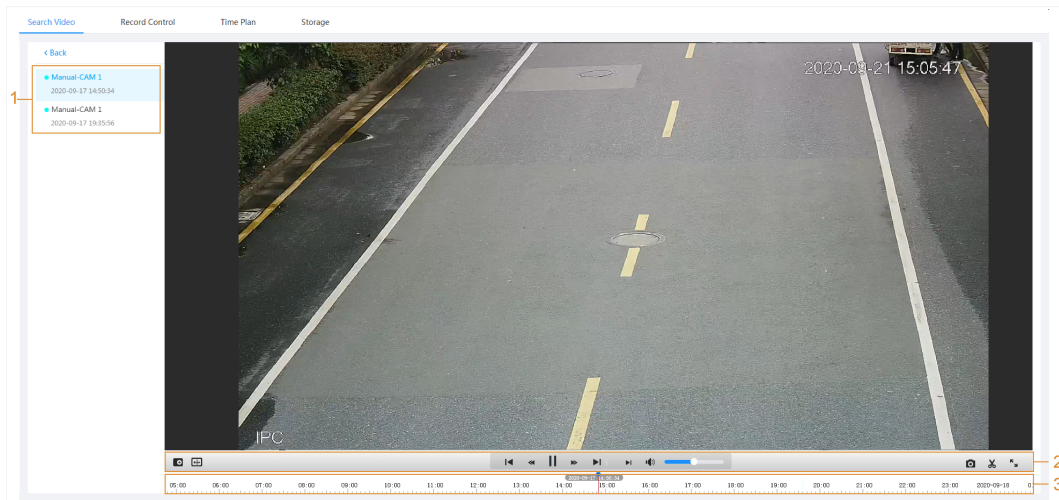 Search Video Record Control Time Plan Storage
< Back
Manual-CAM 1
2020-09-17 14:50:34
Manual-CAM 1
2020-09-17 19:35:56
1
2020-09-21 15:05:47
IPC
2
05:00 06:00 07:00 08:00 09:00 10:00 11:00 12:00 13:00 14:00 15:00 16:00 17:00 18:00 19:00 20:00 21:00 22:00 23:00 2020-09-18 0
3